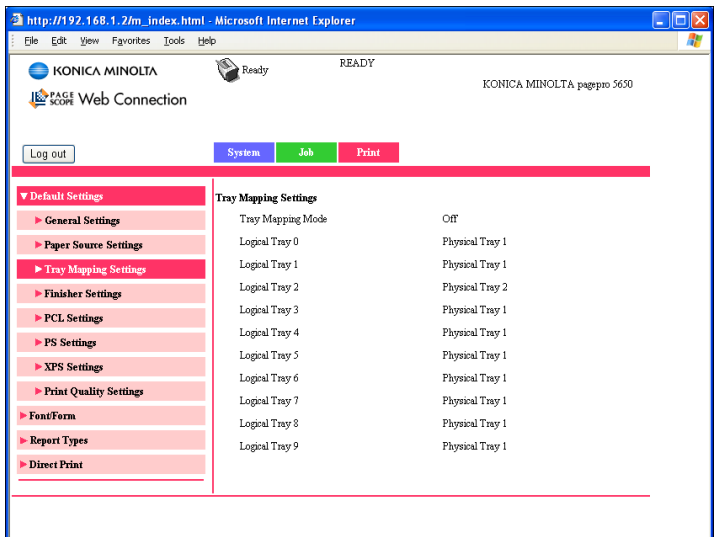 http://192.168.1.2/m_index.html - Microsoft Internet Explorer
File Edit View Favorites Tools Help
KONICA MINOLTA
Ready
READY
KONICA MINOLTA pagepro 5650
PAGE SCOPE Web Connection
Log out
System Job Print
Default Settings
General Settings
Paper Source Settings
Tray Mapping Settings
Finisher Settings
PCL Settings
PS Settings
XPS Settings
Print Quality Settings
Font/Form
Report Types
Direct Print
Tray Mapping Settings
Tray Mapping Mode Off
Logical Tray 0 Physical Tray 1
Logical Tray 1 Physical Tray 1
Logical Tray 2 Physical Tray 2
Logical Tray 3 Physical Tray 1
Logical Tray 4 Physical Tray 1
Logical Tray 5 Physical Tray 1
Logical Tray 6 Physical Tray 1
Logical Tray 7 Physical Tray 1
Logical Tray 8 Physical Tray 1
Logical Tray 9 Physical Tray 1